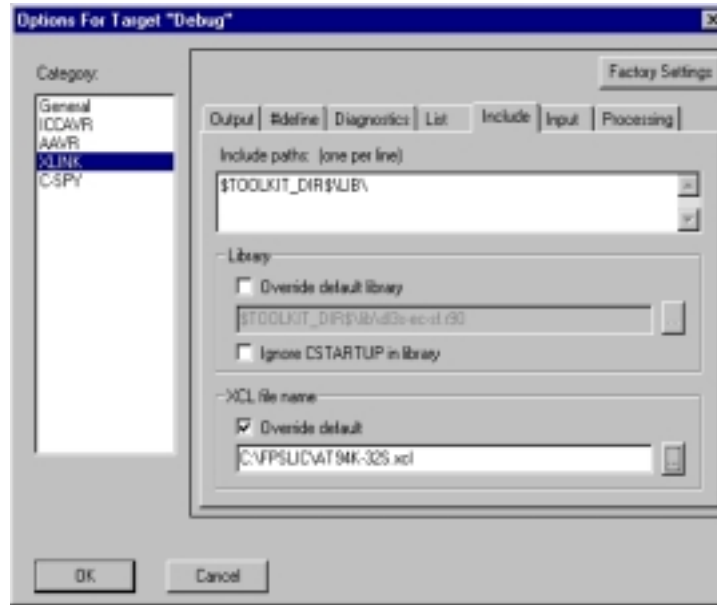 Options For Target "Debug"
Category:
General
ICCAVR
AAVR
XLINK
C-SPY
Factory Settings
Output
#define
Diagnostics
List
Include
Input
Processing
Include paths: (one per line)
$TOOLKIT_DIR$\LIB\
Library
Override default library
Ignore CSTARTUP in library
XCL file name
Override default
C:\FPSLIC\AT94K-32S.xcl
...
OK
Cancel